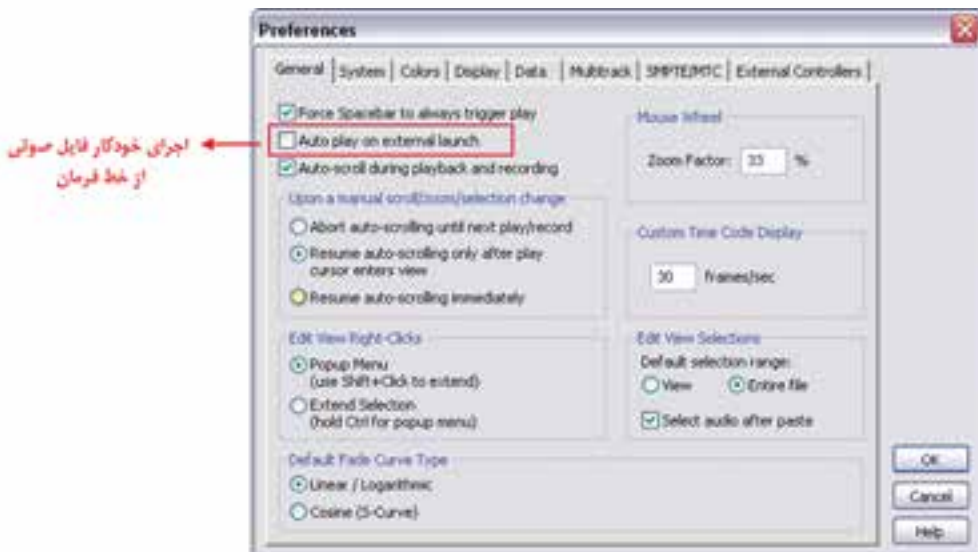 Preferences
General System Colors Display Data Multitrack SMPTE/MTC External Controllers
Force Spacebar to always trigger play
Auto play on external launch
Auto-scroll during playback and recording
Upon a manual scroll/zoom/selection change
Abort auto-scrolling until next play/record
Resume auto-scrolling only after play
cursor enters view
Resume auto-scrolling immediately
Edit View Right-Clicks
Popup Menu
(use Shift+Click to extend)
Extend Selection
(hold Ctrl for popup menu)
Default Fade Curve Type
Linear / Logarithmic
Cosine (S-Curve)
Mouse Wheel
Zoom Factor: 33 %
Custom Time Code Display
30 frames/sec
Edit View Selections
Default selection range:
View Entire file
Select audio after paste
OK
Cancel
Help
اجرای خودکار فایل صوتی
از خط فرمان